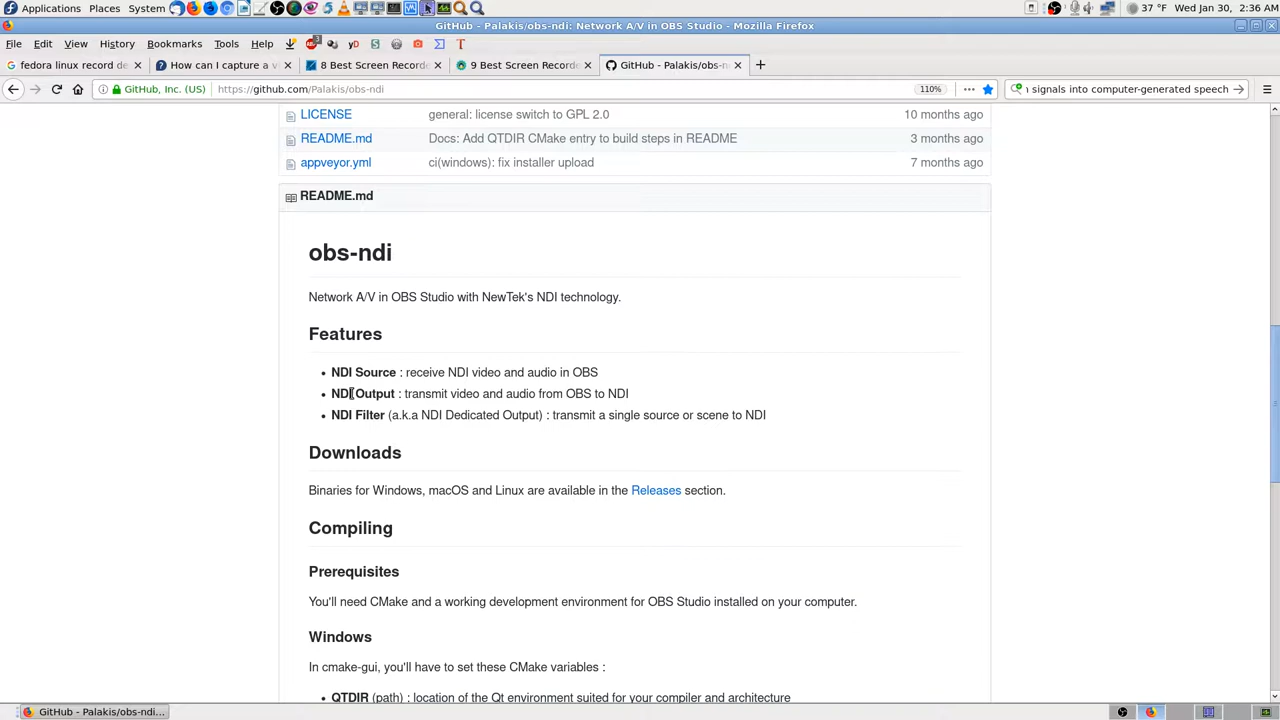 Applications Places System 37 °F Wed Jan 30, 2:36 AM
GitHub - Palakis/obs-ndi: Network A/V in OBS Studio - Mozilla Firefox
File Edit View History Bookmarks Tools Help
fedora linux record de How can I capture a v 8 Best Screen Record 9 Best Screen Record GitHub - Palakis/obs-n
GitHub, Inc. (US) https://github.com/Palakis/obs-ndi 110% signals into computer-generated speech
LICENSE general: license switch to GPL 2.0 10 months ago
README.md Docs: Add QTDIR CMake entry to build steps in README 3 months ago
appveyor.yml ci(windows): fix installer upload 7 months ago
README.md
obs-ndi
Network A/V in OBS Studio with NewTek's NDI technology.
Features
• NDI Source : receive NDI video and audio in OBS
• NDI Output : transmit video and audio from OBS to NDI
• NDI Filter (a.k.a NDI Dedicated Output) : transmit a single source or scene to NDI
Downloads
Binaries for Windows, macOS and Linux are available in the Releases section.
Compiling
Prerequisites
You'll need CMake and a working development environment for OBS Studio installed on your computer.
Windows
In cmake-gui, you'll have to set these CMake variables :
• QTDIR (path) : location of the Qt environment suited for your compiler and architecture
GitHub - Palakis/obs-ndi...